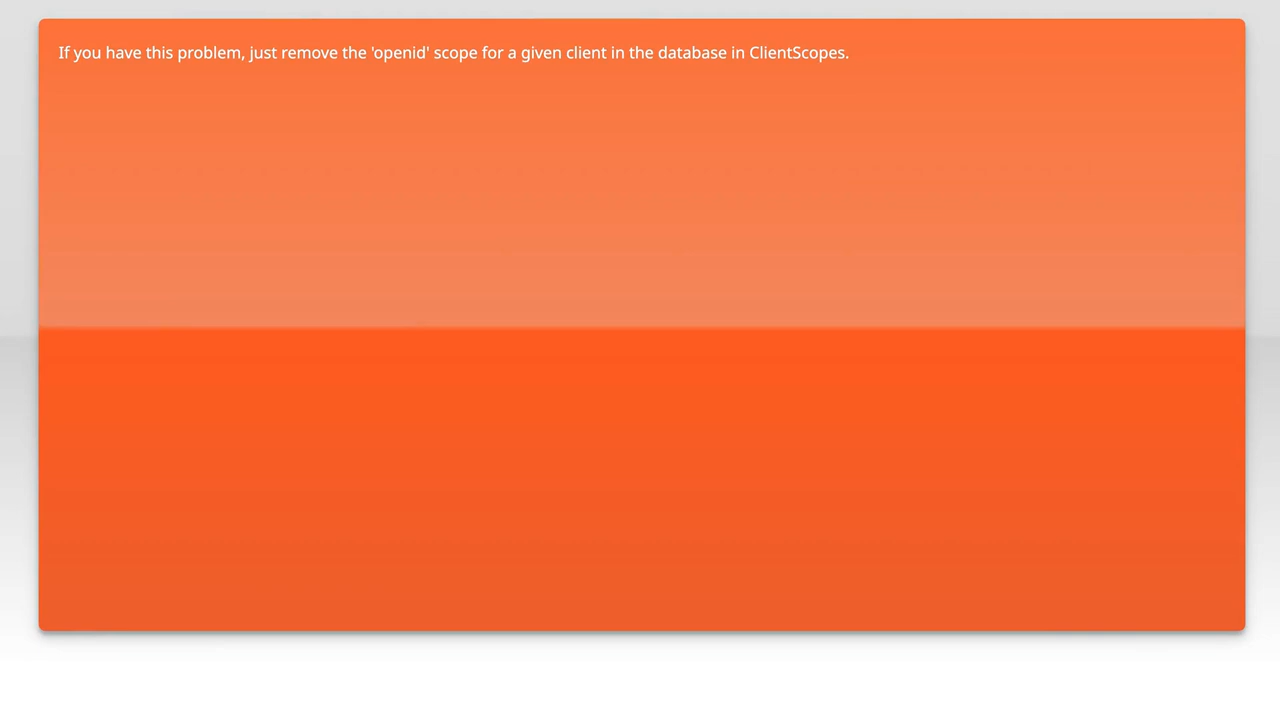 If you have this problem, just remove the 'openid' scope for a given client in the database in ClientScopes.